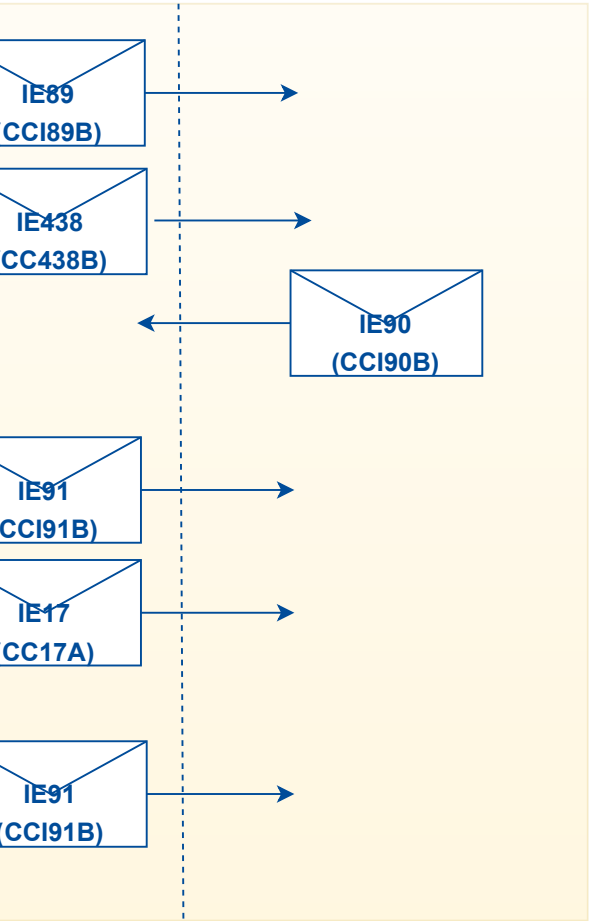 IE89
(CCI89B)
IE438
(CC438B)
IE90
(CCI90B)
IE91
(CCI91B)
IE17
(CC17A)
IE91
(CCI91B)